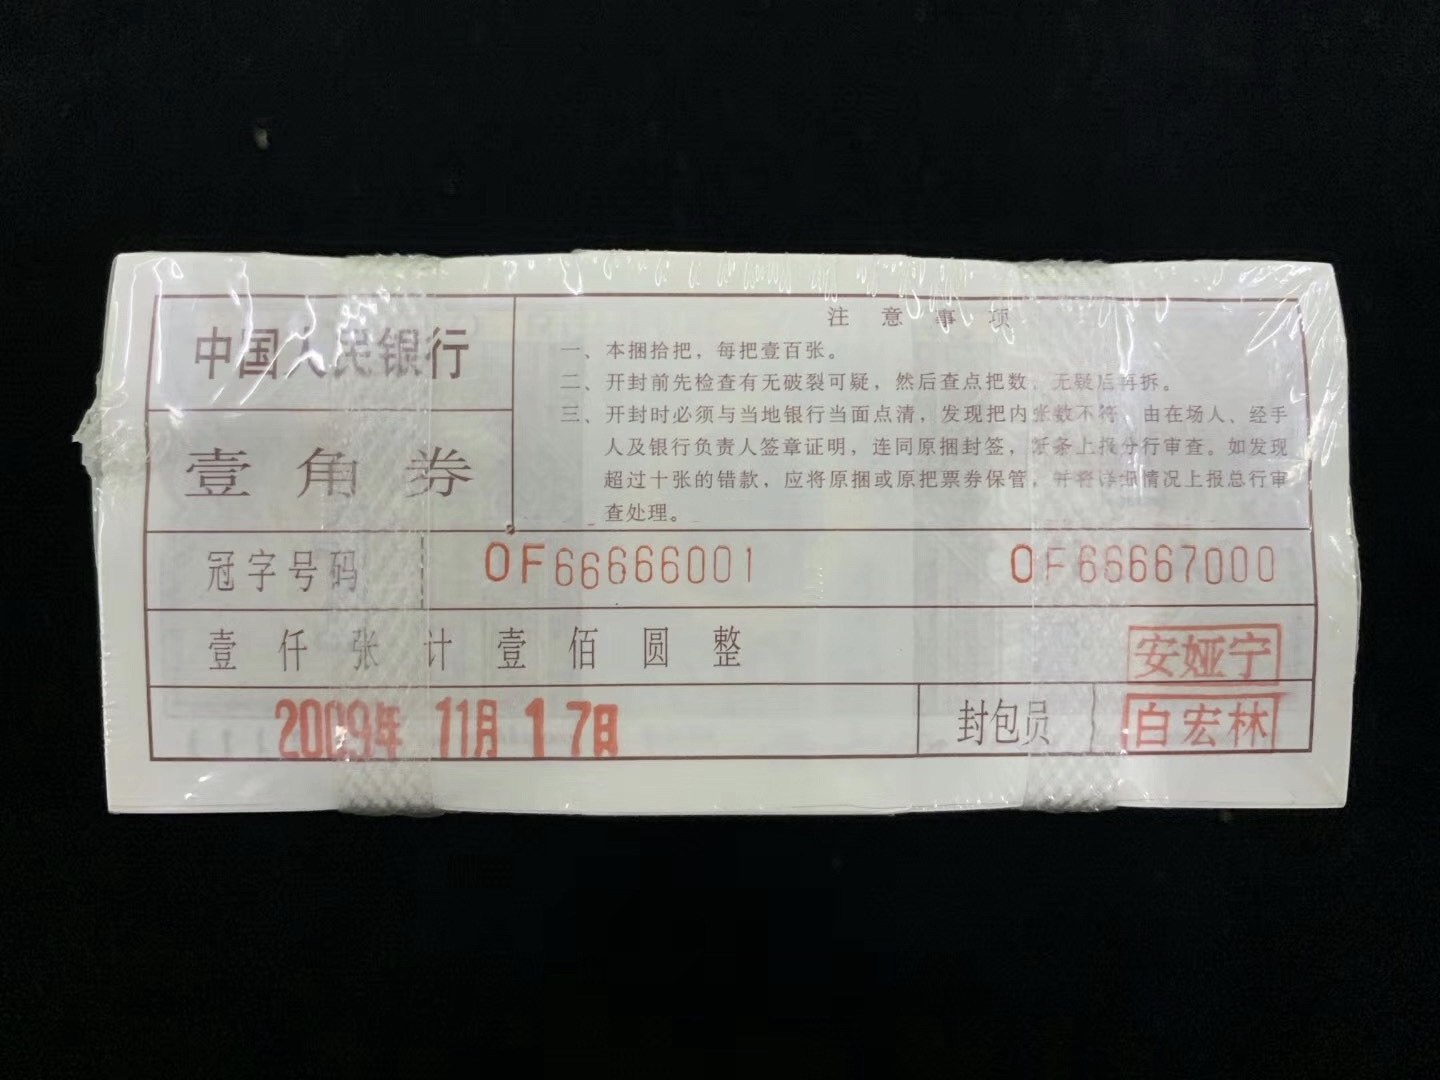 中国人民银行
壹角券
注意事项
一、本捆拾把，每把壹百张。
二、开封前先检查有无破裂可疑，然后查点把数，无疑后再拆。
三、开封时必须与当地银行当面点清，发现把内张数不符，由在场人、经手
人及银行负责人签章证明，连同原捆封签，纸条上报分行审查。如发现
超过十张的错款，应将原捆或原把票券保管，并将详细情况上报总行审
查处理。
冠字号码 OF66666001 OF66667000
壹仟张计壹佰圆整 安娅宁
2009年 11月 17日 封包员 白宏林